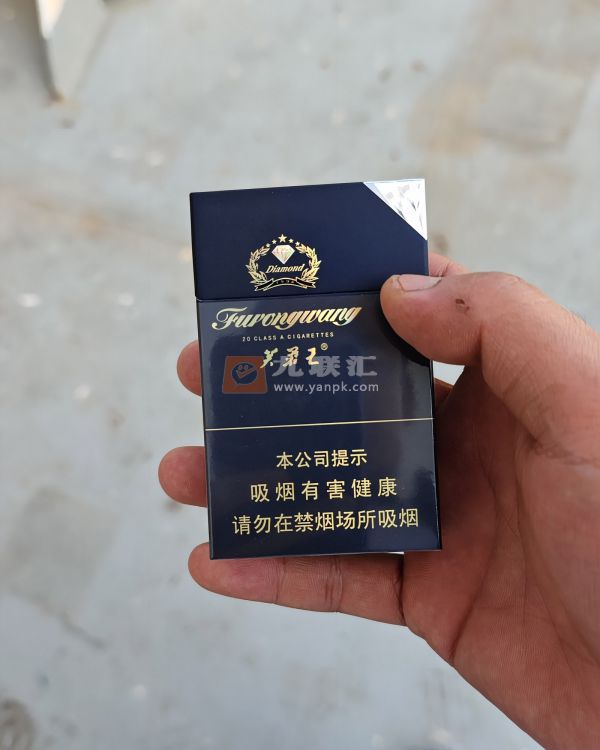 Diamond
Furongwang
20 CLASS A CIGARETTES
芙蓉王®
九联汇
www.yanpk.com
本公司提示
吸烟有害健康
请勿在禁烟场所吸烟